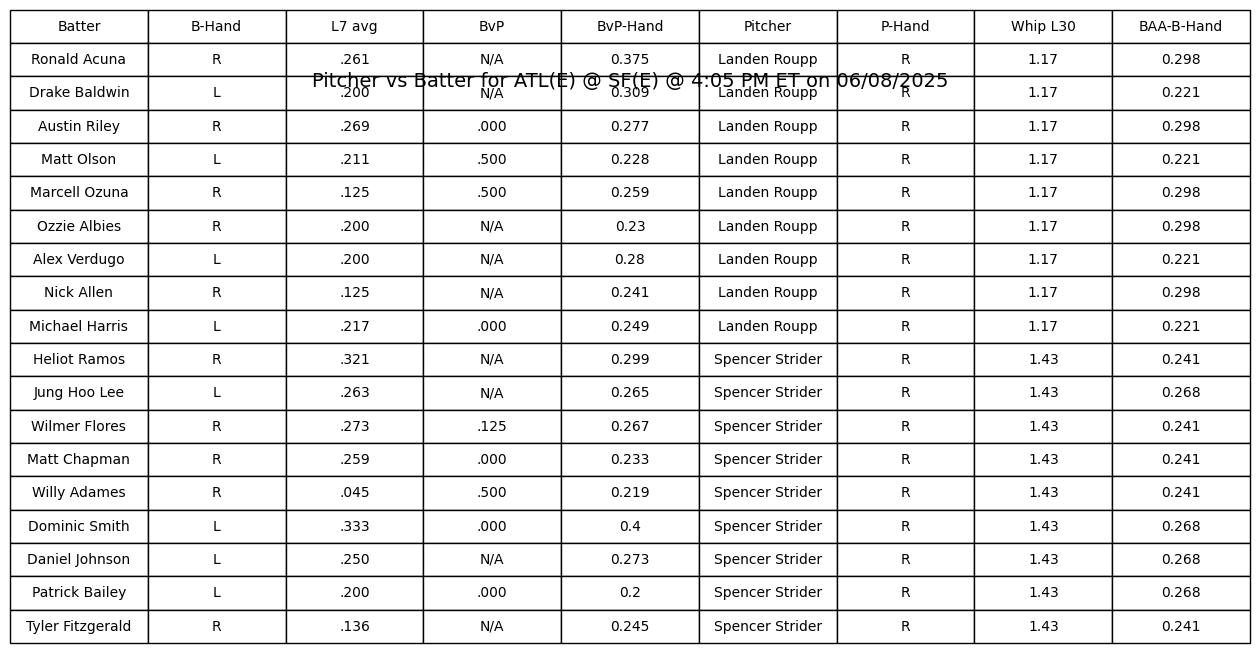 Batter B-Hand L7 avg BvP BvP-Hand Pitcher P-Hand Whip L30 BAA-B-Hand
Ronald Acuna R .261 N/A 0.375 Landen Roupp R 1.17 0.298
Pitcher vs Batter for ATL(E) @ SF(E) @ 4:05 PM ET on 06/08/2025
Drake Baldwin L .200 N/A 0.309 Landen Roupp R 1.17 0.221
Austin Riley R .269 .000 0.277 Landen Roupp R 1.17 0.298
Matt Olson L .211 .500 0.228 Landen Roupp R 1.17 0.221
Marcell Ozuna R .125 .500 0.259 Landen Roupp R 1.17 0.298
Ozzie Albies R .200 N/A 0.23 Landen Roupp R 1.17 0.298
Alex Verdugo L .200 N/A 0.28 Landen Roupp R 1.17 0.221
Nick Allen R .125 N/A 0.241 Landen Roupp R 1.17 0.298
Michael Harris L .217 .000 0.249 Landen Roupp R 1.17 0.221
Heliot Ramos R .321 N/A 0.299 Spencer Strider R 1.43 0.241
Jung Hoo Lee L .263 N/A 0.265 Spencer Strider R 1.43 0.268
Wilmer Flores R .273 .125 0.267 Spencer Strider R 1.43 0.241
Matt Chapman R .259 .000 0.233 Spencer Strider R 1.43 0.241
Willy Adames R .045 .500 0.219 Spencer Strider R 1.43 0.241
Dominic Smith L .333 .000 0.4 Spencer Strider R 1.43 0.268
Daniel Johnson L .250 N/A 0.273 Spencer Strider R 1.43 0.268
Patrick Bailey L .200 .000 0.2 Spencer Strider R 1.43 0.268
Tyler Fitzgerald R .136 N/A 0.245 Spencer Strider R 1.43 0.241